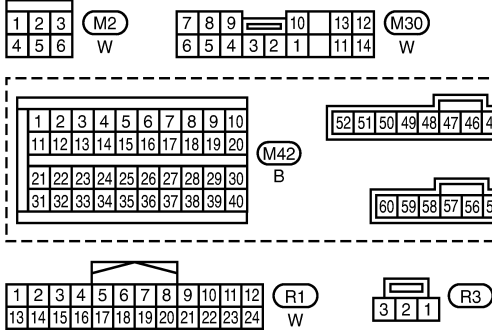 1 2 3 M2
4 5 6 W
7 8 9 10 13 12 M30
6 5 4 3 2 1 11 14 W
1 2 3 4 5 6 7 8 9 10
11 12 13 14 15 16 17 18 19 20
M42
B
21 22 23 24 25 26 27 28 29 30
31 32 33 34 35 36 37 38 39 40
52 51 50 49 48 47 46
60 59 58 57 56
1 2 3 4 5 6 7 8 9 10 11 12 R1
13 14 15 16 17 18 19 20 21 22 23 24 W
3 2 1 R3